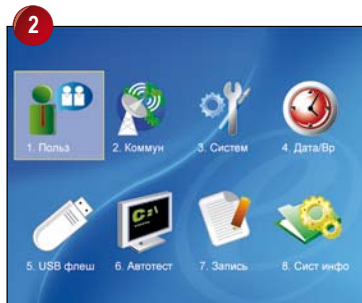 2
1. Польз
2. Коммун
3. Систем
4. Дата/Вр
5. USB флеш
6. Автотест
7. Запись
8. Сист инфо
C:\